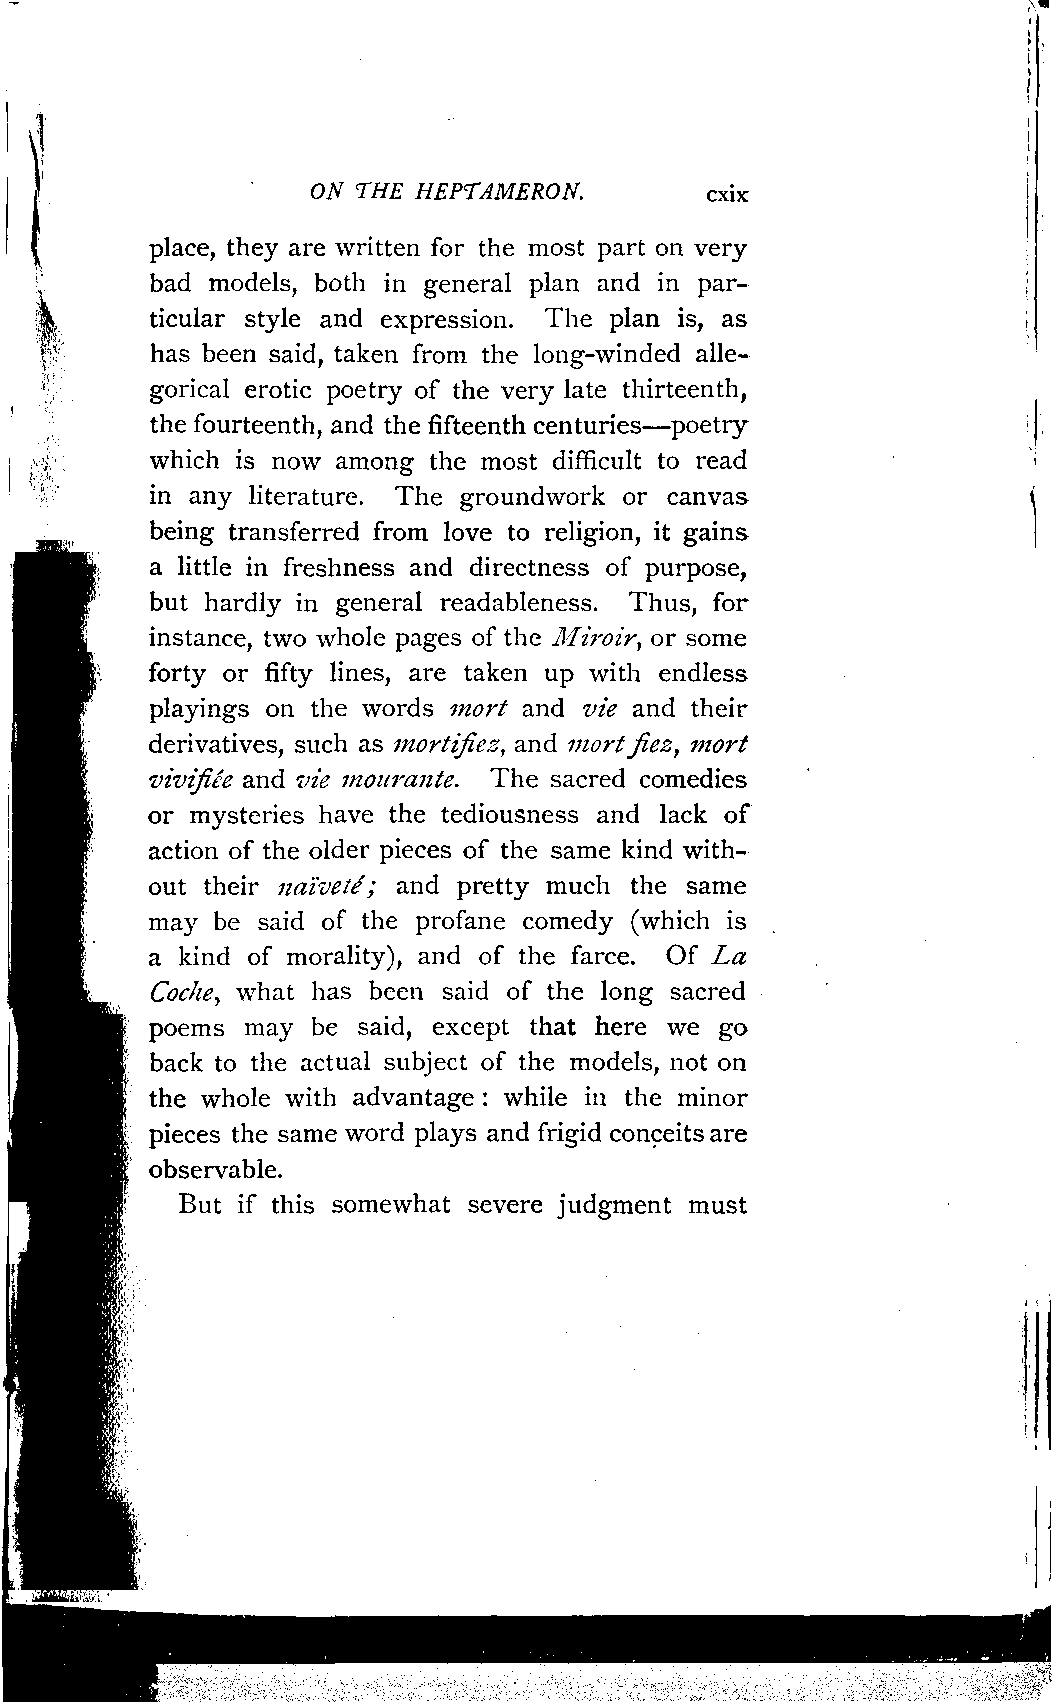 ON THE HEPTAMERON. cxix
place, they are written for the most part on very
bad models, both in general plan and in par-
ticular style and expression. The plan is, as
has been said, taken from the long-winded alle-
gorical erotic poetry of the very late thirteenth,
the fourteenth, and the fifteenth centuries—poetry
which is now among the most difficult to read
in any literature. The groundwork or canvas
being transferred from love to religion, it gains
a little in freshness and directness of purpose,
but hardly in general readableness. Thus, for
instance, two whole pages of the Miroir, or some
forty or fifty lines, are taken up with endless
playings on the words mort and vie and their
derivatives, such as mortifiez, and mort fiez, mort
vivifiée and vie mourante. The sacred comedies
or mysteries have the tediousness and lack of
action of the older pieces of the same kind with-
out their naïveté; and pretty much the same
may be said of the profane comedy (which is
a kind of morality), and of the farce. Of La
Coche, what has been said of the long sacred
poems may be said, except that here we go
back to the actual subject of the models, not on
the whole with advantage : while in the minor
pieces the same word plays and frigid conceits are
observable.
But if this somewhat severe judgment must